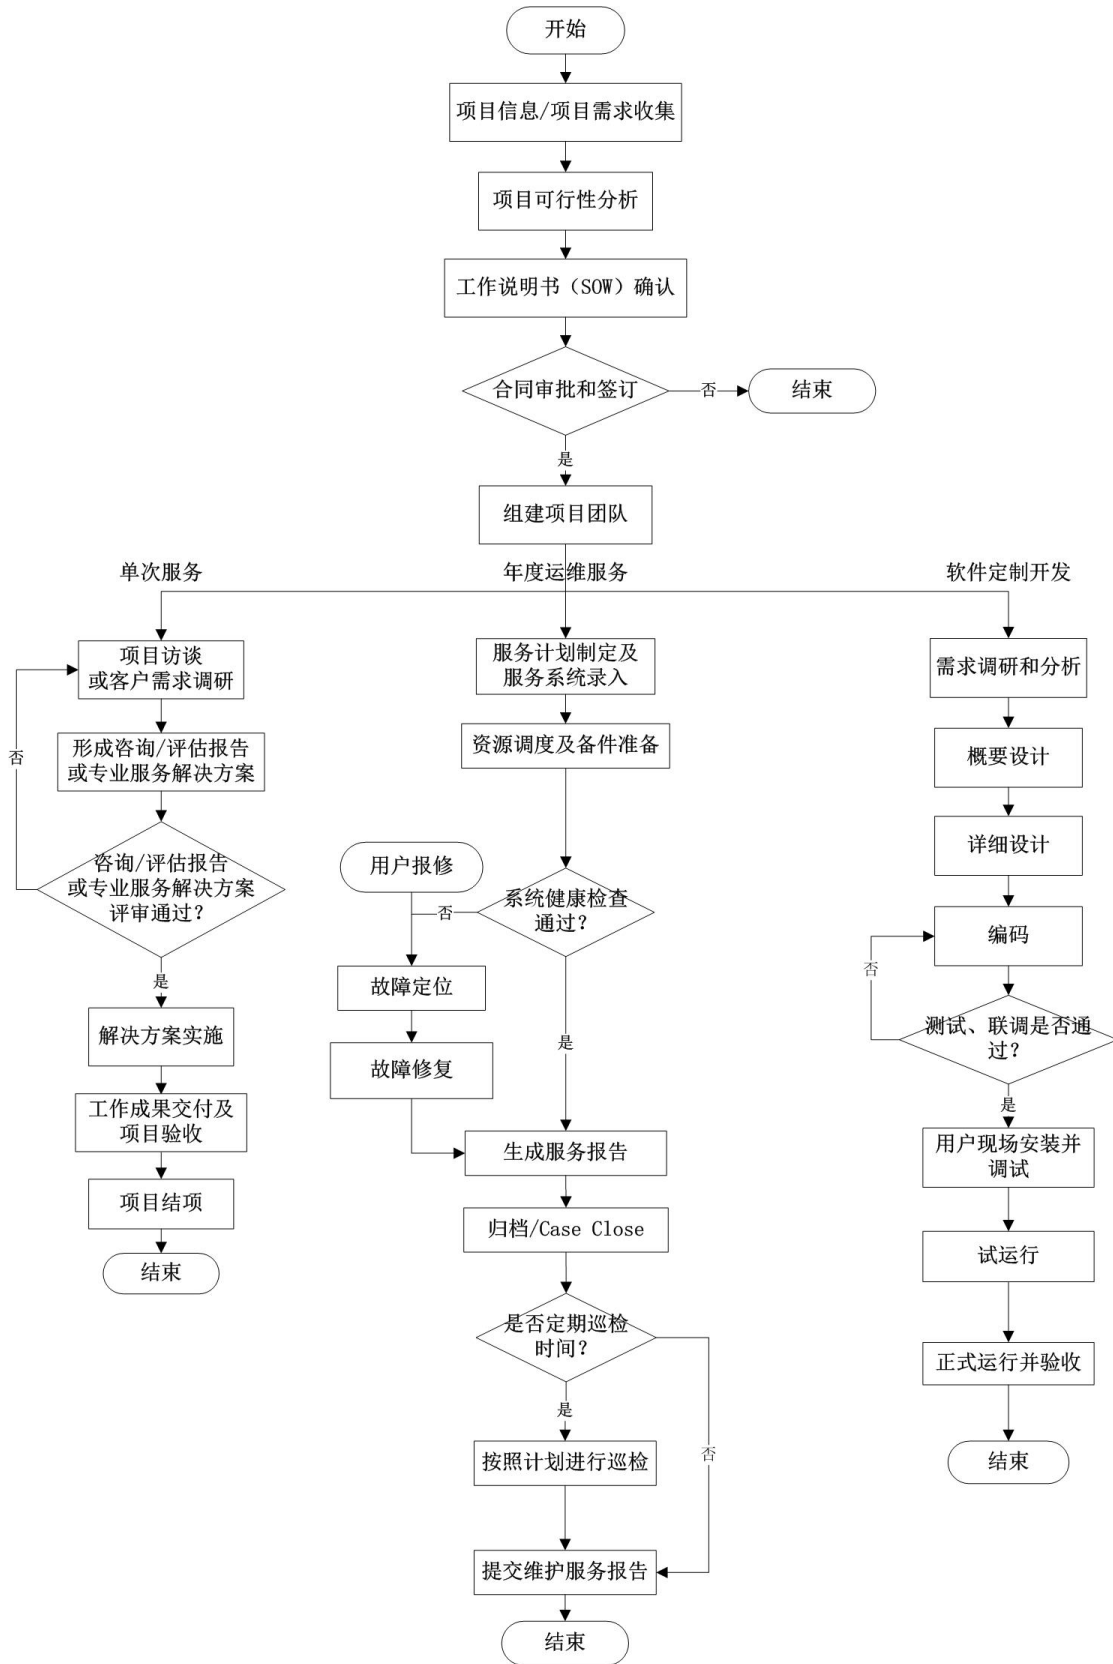 开始
项目信息/项目需求收集
项目可行性分析
工作说明书（SOW）确认
合同审批和签订
否
结束
是
组建项目团队
单次服务
年度运维服务
软件定制开发
项目访谈
或客户需求调研
否
形成咨询/评估报告
或专业服务解决方案
咨询/评估报告
或专业服务解决方案
评审通过？
是
解决方案实施
工作成果交付及
项目验收
项目结项
结束
服务计划制定及
服务系统录入
资源调度及备件准备
用户报修
系统健康检查
通过？
否
故障定位
故障修复
是
生成服务报告
归档/Case Close
是否定期巡检
时间？
是
否
按照计划进行巡检
提交维护服务报告
结束
需求调研和分析
概要设计
详细设计
编码
否
测试、联调是否通
过？
是
用户现场安装并
调试
试运行
正式运行并验收
结束